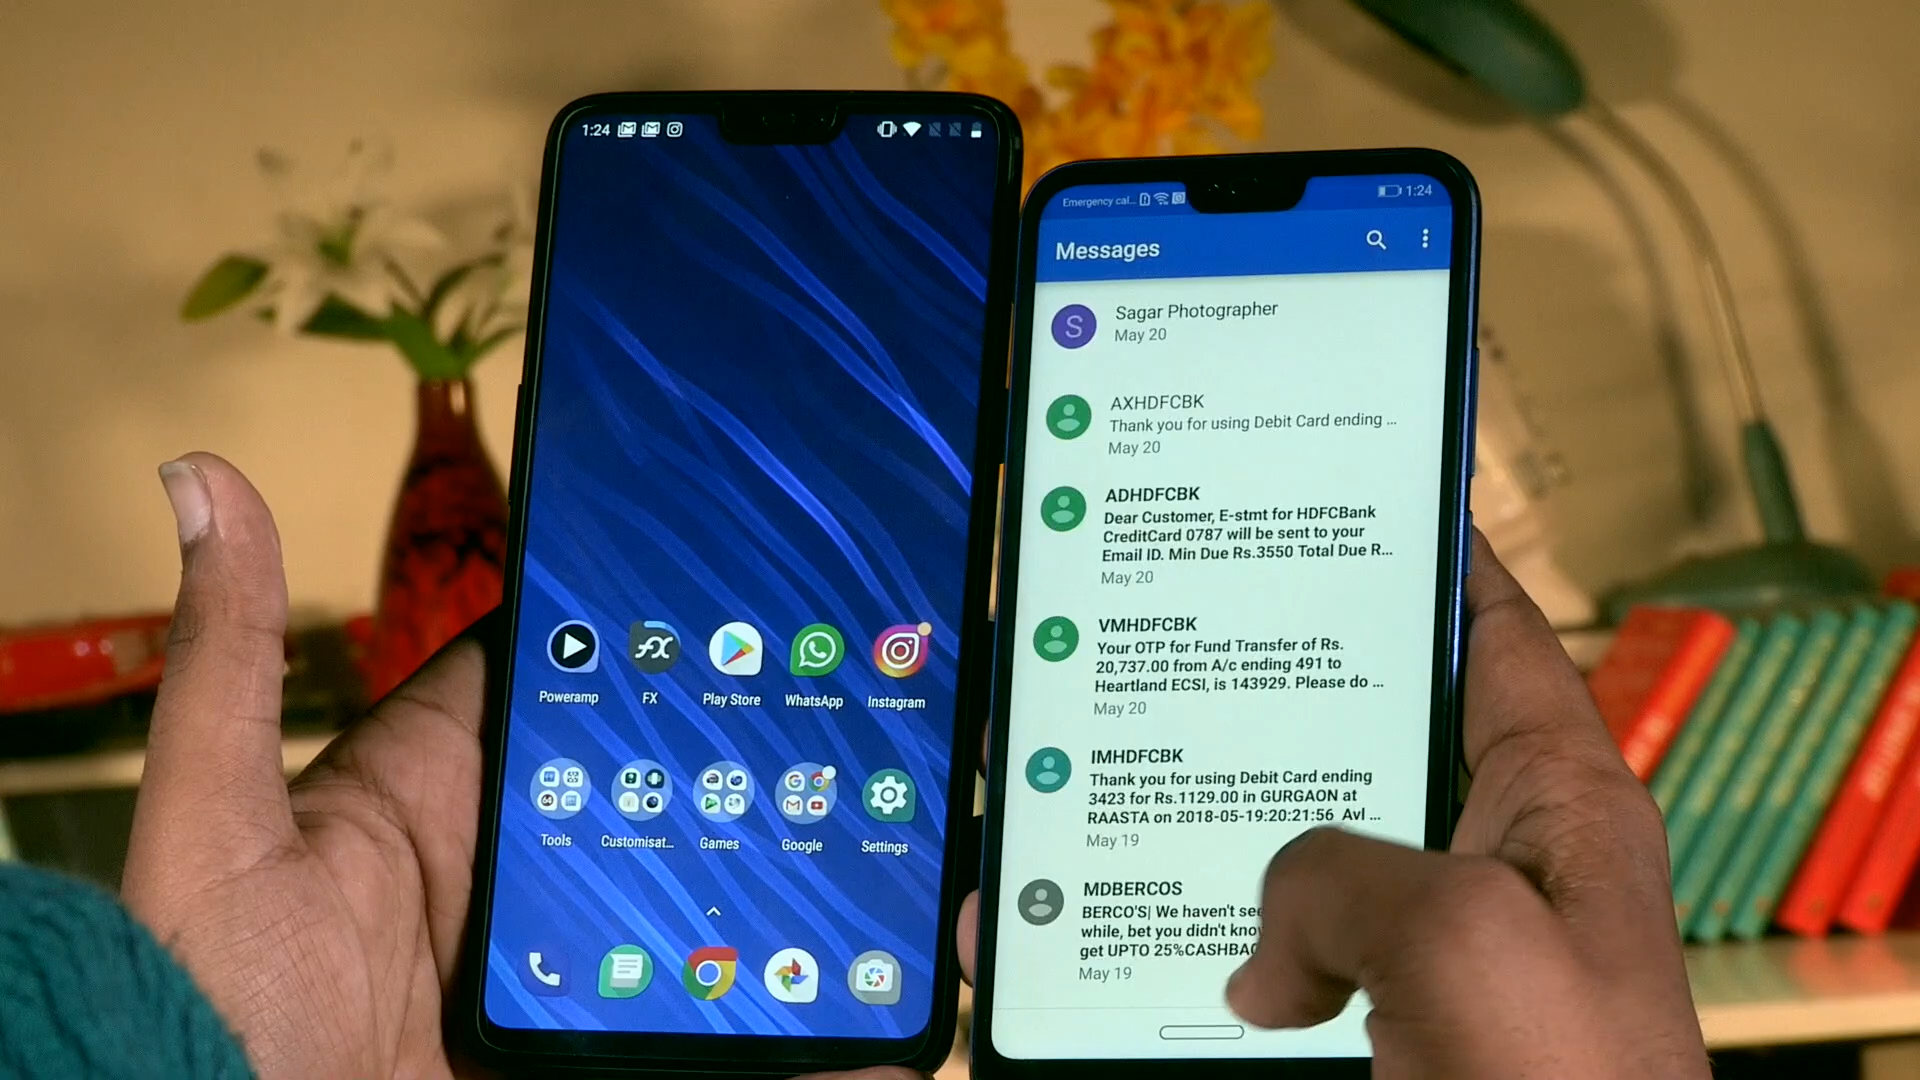 1:24
Poweramp
FX
Play Store
WhatsApp
Instagram
Tools
Customisat...
Games
Google
Settings
Emergency cal...
1:24
Messages
S
Sagar Photographer
May 20
AXHDFCBK
Thank you for using Debit Card ending ...
May 20
ADHDFCBK
Dear Customer, E-stmt for HDFCBank
CreditCard 0787 will be sent to your
Email ID. Min Due Rs.3550 Total Due R...
May 20
VMHDFCBK
Your OTP for Fund Transfer of Rs.
20,737.00 from A/c ending 491 to
Heartland ECSI, is 143929. Please do ...
May 20
IMHDFCBK
Thank you for using Debit Card ending
3423 for Rs.1129.00 in GURGAON at
RAASTA on 2018-05-19:20:21:56 Avl ...
May 19
MDBERCOS
BERCO'S| We haven't see
while, bet you didn't know
get UPTO 25%CASHBAC
May 19